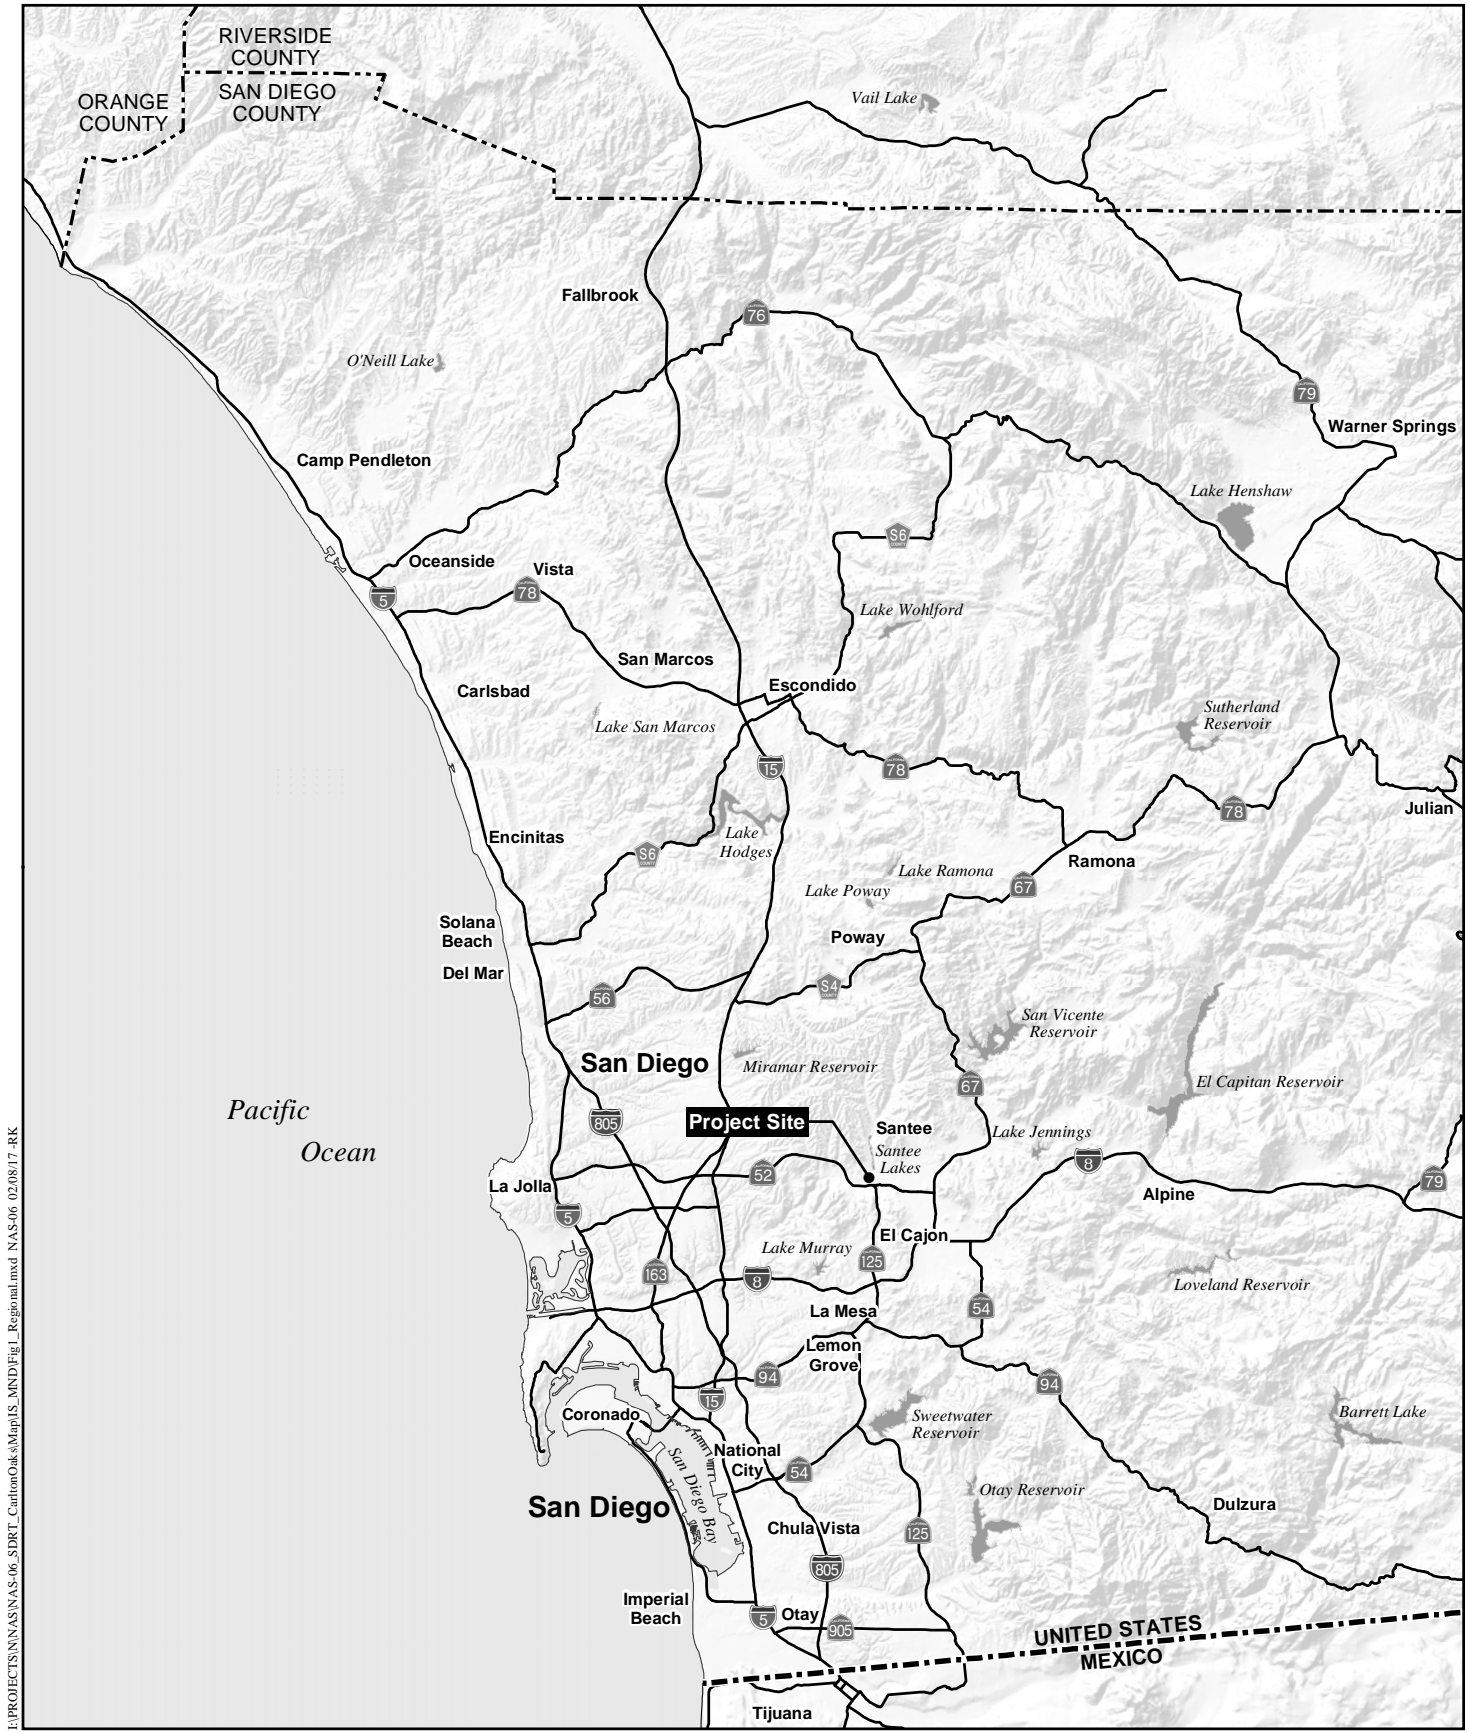 RIVERSIDE
COUNTY
SAN DIEGO
COUNTY
ORANGE
COUNTY
Vail Lake
Fallbrook
76
O'Neill Lake
79
Warner Springs
Camp Pendleton
Lake Henshaw
S6
COUNTY
Oceanside
Vista
78
5
Lake Wohlford
San Marcos
Escondido
Carlsbad
Lake San Marcos
Sutherland
Reservoir
15
78
78
Julian
Encinitas
Lake
Hodges
S6
COUNTY
Ramona
Lake Ramona
67
Lake Poway
Solana
Beach
Poway
Del Mar
56
S4
COUNTY
San Vicente
Reservoir
San Diego
Miramar Reservoir
67
El Capitan Reservoir
Pacific
Ocean
805
Project Site
Santee
Santee
Lakes
Lake Jennings
8
52
79
La Jolla
Alpine
5
El Cajon
Lake Murray
125
163
8
Loveland Reservoir
La Mesa
54
Lemon
Grove
94
94
15
Coronado
Sweetwater
Reservoir
Barrett Lake
National
City
San Diego Bay
54
Otay Reservoir
San Diego
Dulzura
Chula Vista
125
805
Imperial
Beach
5
Otay
905
UNITED STATES
MEXICO
Tijuana
I:\PROJECTS\N\NAS\NAS-06_SDRT_CarltonOaks\Map\IS_MND\Fig1_Regional.mxd NAS-06 02/08/17 -RK